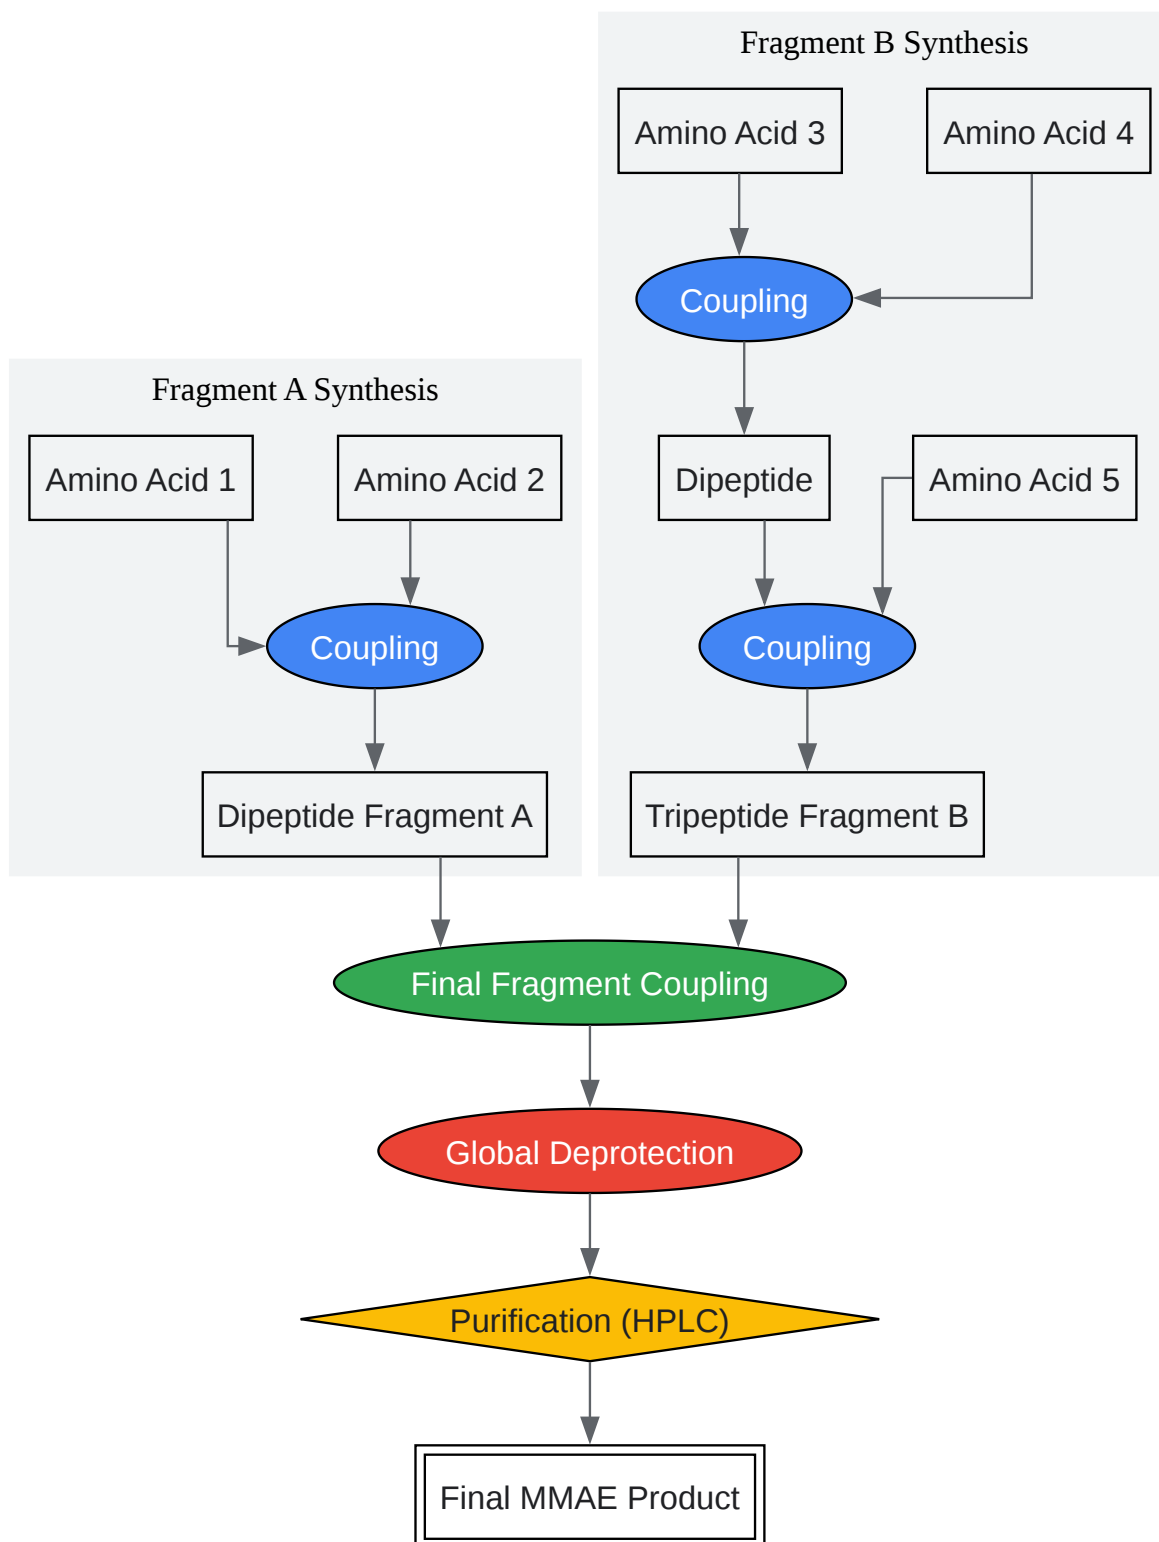 Fragment B Synthesis
Amino Acid 3
Amino Acid 4
Coupling
Fragment A Synthesis
Amino Acid 1
Amino Acid 2
Dipeptide
Amino Acid 5
Coupling
Coupling
Dipeptide Fragment A
Tripeptide Fragment B
Final Fragment Coupling
Global Deprotection
Purification (HPLC)
Final MMAE Product